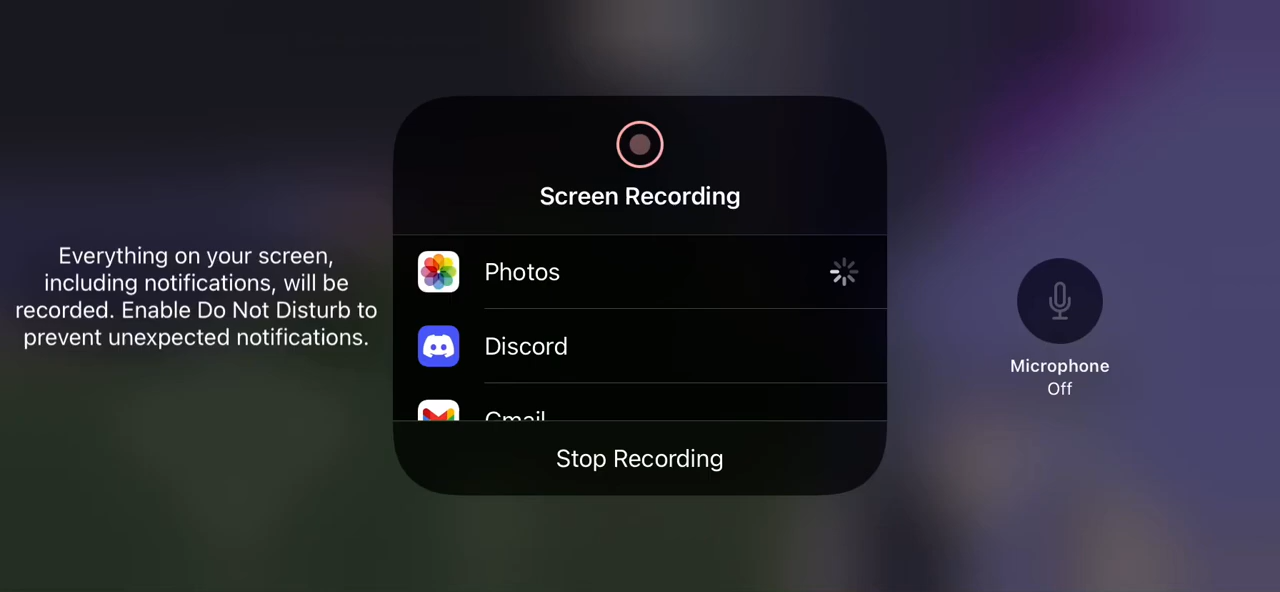 Everything on your screen,
including notifications, will be
recorded. Enable Do Not Disturb to
prevent unexpected notifications.
Screen Recording
Photos
Discord
Gmail
Stop Recording
Microphone
Off